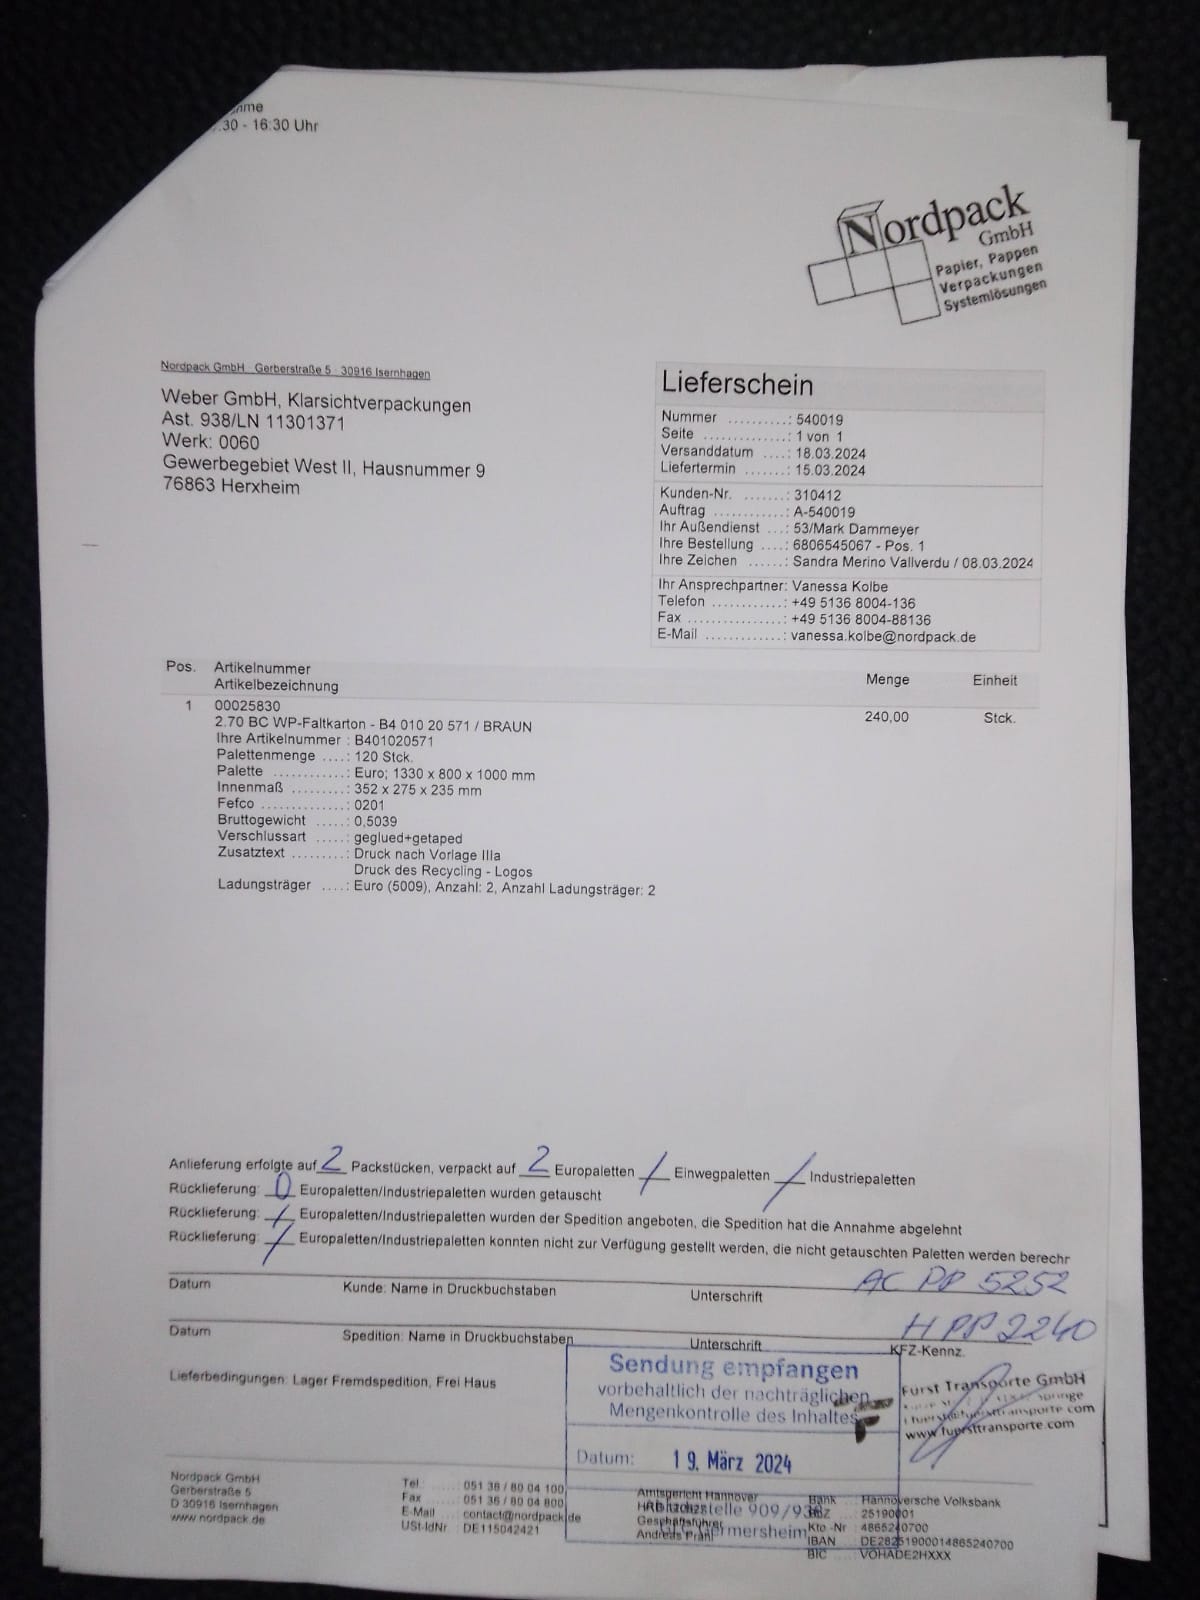 30 - 16:30 Uhr
Nordpack
GmbH
Papier, Pappen
Verpackungen
Systemlösungen
Nordpack GmbH Gerberstraße 5 30916 Isernhagen
Weber GmbH, Klarsichtverpackungen
Ast. 938/LN 11301371
Werk: 0060
Gewerbegebiet West II, Hausnummer 9
76863 Herxheim
Lieferschein
Nummer ..........: 540019
Seite .............: 1 von 1
Versanddatum ....: 18.03.2024
Liefertermin .......: 15.03.2024
Kunden-Nr. .......: 310412
Auftrag ............: A-540019
Ihr Außendienst ...: 53/Mark Dammeyer
Ihre Bestellung ....: 6806545067 - Pos. 1
Ihre Zeichen ......: Sandra Merino Vallverdu / 08.03.2024
Ihr Ansprechpartner: Vanessa Kolbe
Telefon ............: +49 5136 8004-136
Fax ................: +49 5136 8004-88136
E-Mail .............: vanessa.kolbe@nordpack.de
Pos. Artikelnummer Menge Einheit
Artikelbezeichnung
1 00025830 240,00 Stck.
2.70 BC WP-Faltkarton - B4 010 20 571 / BRAUN
Ihre Artikelnummer : B401020571
Palettenmenge ....: 120 Stck.
Palette ............: Euro; 1330 x 800 x 1000 mm
Innenmaß .........: 352 x 275 x 235 mm
Fefco ..............: 0201
Bruttogewicht .....: 0,5039
Verschlussart .....: geglued+getaped
Zusatztext .........: Druck nach Vorlage IIIa
Druck des Recycling - Logos
Ladungsträger ....: Euro (5009), Anzahl: 2, Anzahl Ladungsträger: 2
Anlieferung erfolgte auf 2 Packstücken, verpackt auf 2 Europaletten / Einwegpaletten / Industriepaletten
Rücklieferung: 0 Europaletten/Industriepaletten wurden getauscht
Rücklieferung: / Europaletten/Industriepaletten wurden der Spedition angeboten, die Spedition hat die Annahme abgelehnt
Rücklieferung: / Europaletten/Industriepaletten konnten nicht zur Verfügung gestellt werden, die nicht getauschten Paletten werden berechr
AC PP 5252
Datum Kunde: Name in Druckbuchstaben Unterschrift
H PP 2240
Datum Spedition: Name in Druckbuchstaben Unterschrift KFZ-Kennz.
Lieferbedingungen: Lager Fremdspedition, Frei Haus
Sendung empfangen
vorbehaltlich der nachträglichen
Mengenkontrolle des Inhaltes
Datum: 19. März 2024
Fürst Transporte GmbH
www.fuersttransporte.com
Nordpack GmbH
Gerberstraße 5
D 30916 Isernhagen
www.nordpack.de
Tel. : 051 36 / 80 04 100
Fax : 051 36 / 80 04 800
E-Mail : contact@nordpack.de
USt-IdNr : DE115042421
Amtsgericht Hannover
Geschäftsführer
Andreas Prahl
Bank : Hannoversche Volksbank
BLZ : 25190001
Kto.-Nr : 4865240700
IBAN : DE28251900014865240700
BIC : VOHADE2HXXX